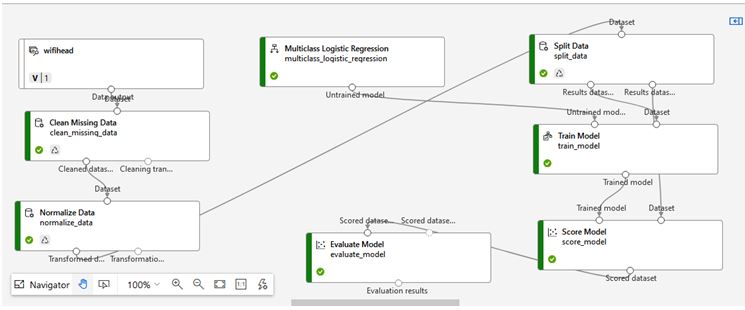 wifihead
V | 1
Data output
Dataset
Clean Missing Data
clean_missing_data
Cleaned datas...
Cleaning tran...
Dataset
Normalize Data
normalize_data
Transformed d...
Transformatio...
Multiclass Logistic Regression
multiclass_logistic_regression
Untrained model
Dataset
Split Data
split_data
Results datas...
Results datas...
Untrained mod...
Dataset
Train Model
train_model
Trained model
Trained model
Dataset
Score Model
score_model
Scored dataset
Scored datase...
Scored datase...
Evaluate Model
evaluate_model
Evaluation results
Navigator
100%
1:1